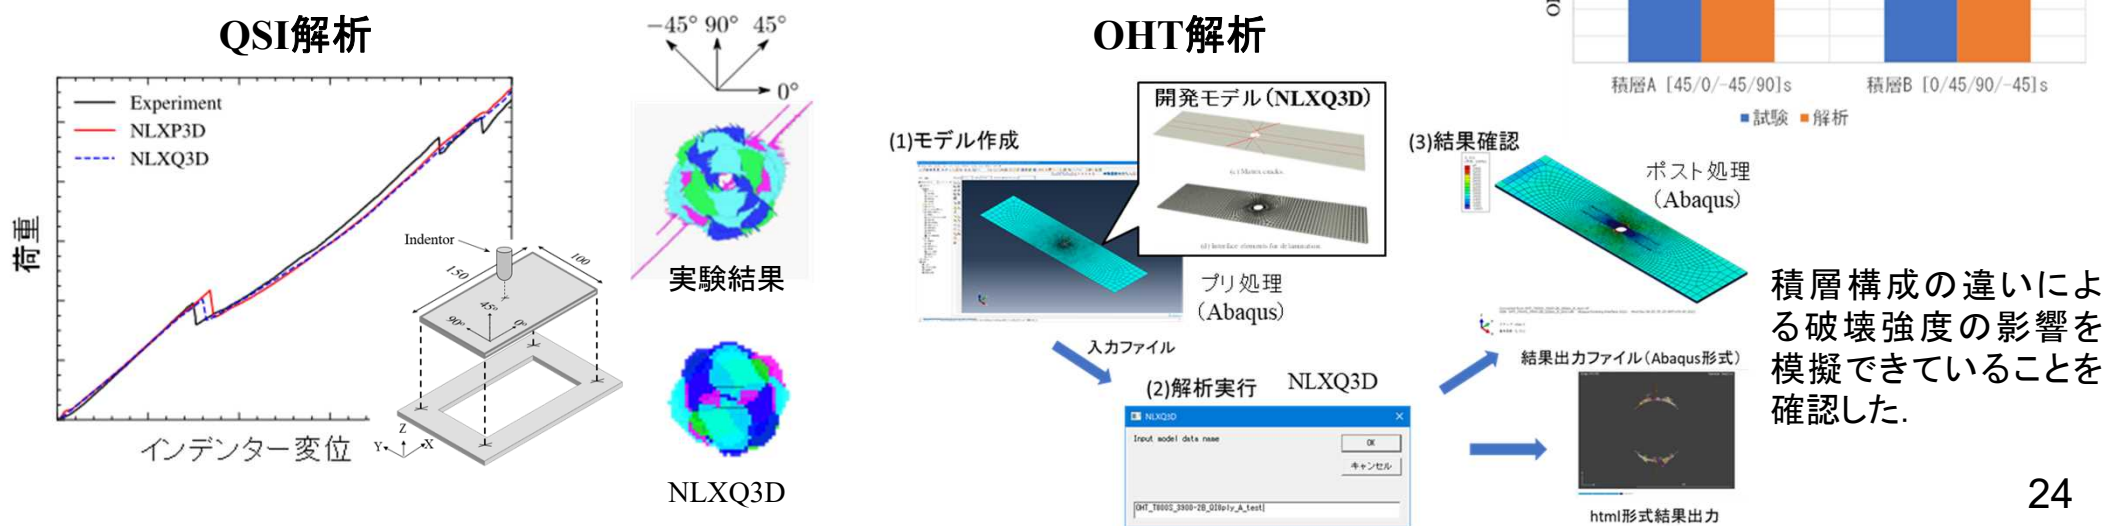 QSI解析
Experiment
NLXP3D
NLXQ3D
荷重
インデンター変位
Indentor
150
100
90°
45°
0°
Z
Y
X
−45° 90° 45°
0°
実験結果
NLXQ3D
OHT解析
(1)モデル作成
開発モデル(NLXQ3D)
プリ処理
(Abaqus)
入力ファイル
(2)解析実行 NLXQ3D
NLXQ3D
Input model data name
OK
キャンセル
OHT_T800S_3900-2B_QI8ply_A_test
(3)結果確認
ポスト処理
(Abaqus)
結果出力ファイル(Abaqus形式)
html形式結果出力
積層A [45/0/-45/90]s
積層B [0/45/90/-45]s
試験 解析
積層構成の違いによ
る破壊強度の影響を
模擬できていることを
確認した.
24